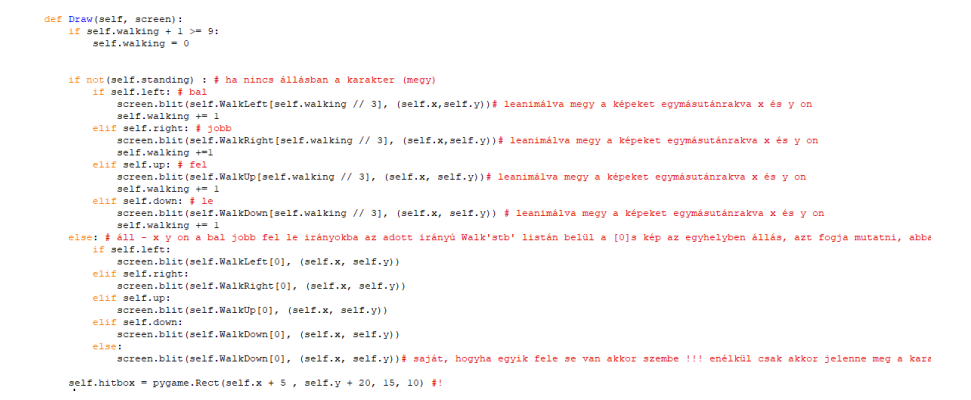 def Draw(self, screen):
if self.walking + 1 >= 9:
self.walking = 0
if not(self.standing) : # ha nincs állásban a karakter (megy)
if self.left: # bal
screen.blit(self.WalkLeft[self.walking // 3], (self.x,self.y))# leanimálva megy a képeket egymásutánrakva x és y on
self.walking += 1
elif self.right: # jobb
screen.blit(self.WalkRight[self.walking // 3], (self.x,self.y))# leanimálva megy a képeket egymásutánrakva x és y on
self.walking +=1
elif self.up: # fel
screen.blit(self.WalkUp[self.walking // 3], (self.x, self.y))# leanimálva megy a képeket egymásutánrakva x és y on
self.walking += 1
elif self.down: # le
screen.blit(self.WalkDown[self.walking // 3], (self.x, self.y)) # leanimálva megy a képeket egymásutánrakva x és y on
self.walking += 1
else: # áll - x y on a bal jobb fel le irányokba az adott irányú Walk'stb' listán belül a [0]s kép az egyhelyben állás, azt fogja mutatni, abba
if self.left:
screen.blit(self.WalkLeft[0], (self.x, self.y))
elif self.right:
screen.blit(self.WalkRight[0], (self.x, self.y))
elif self.up:
screen.blit(self.WalkUp[0], (self.x, self.y))
elif self.down:
screen.blit(self.WalkDown[0], (self.x, self.y))
else:
screen.blit(self.WalkDown[0], (self.x, self.y))# saját, hogyha egyik fele se van akkor szembe !!! enélkül csak akkor jelenne meg a kara
self.hitbox = pygame.Rect(self.x + 5 , self.y + 20, 15, 10) #!